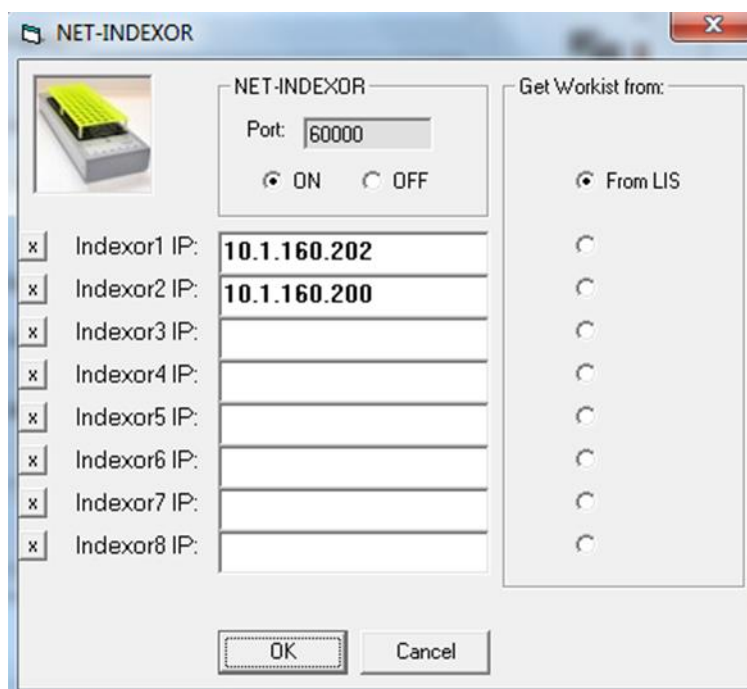 NET-INDEXOR
NET-INDEXOR
Port: 60000
ON OFF
Get Workist from:
From LIS
x Indexor1 IP: 10.1.160.202
x Indexor2 IP: 10.1.160.200
x Indexor3 IP:
x Indexor4 IP:
x Indexor5 IP:
x Indexor6 IP:
x Indexor7 IP:
x Indexor8 IP:
OK Cancel